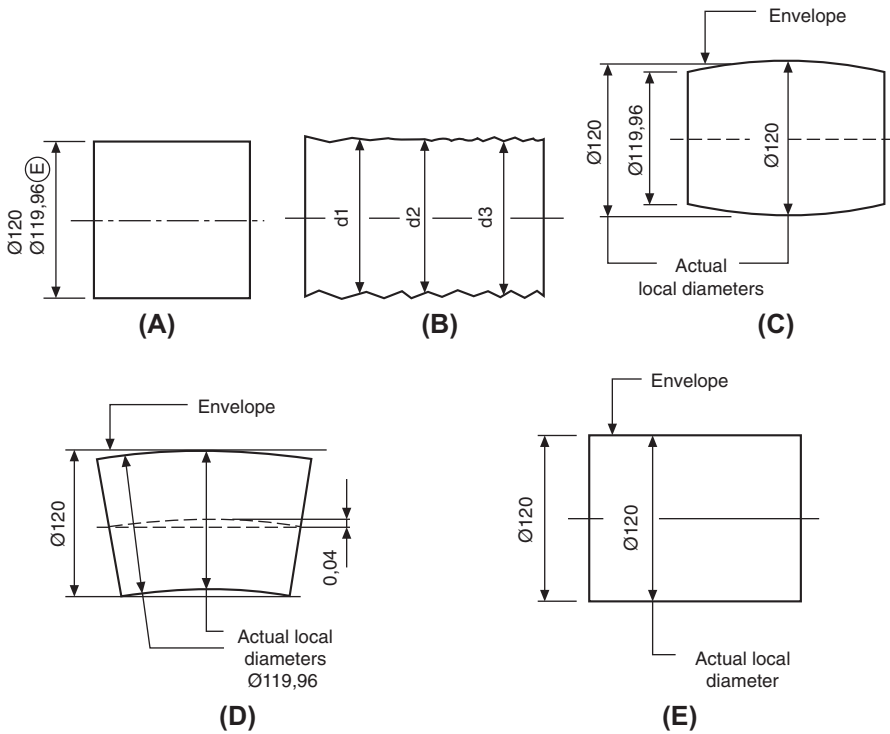 Ø120
Ø119,96 Ⓔ
(A)
d1
d2
d3
(B)
Envelope
Ø120
Ø119,96
Ø120
Actual
local diameters
(C)
Envelope
Ø120
0,04
Actual local
diameters
Ø119,96
(D)
Envelope
Ø120
Ø120
Actual local
diameter
(E)